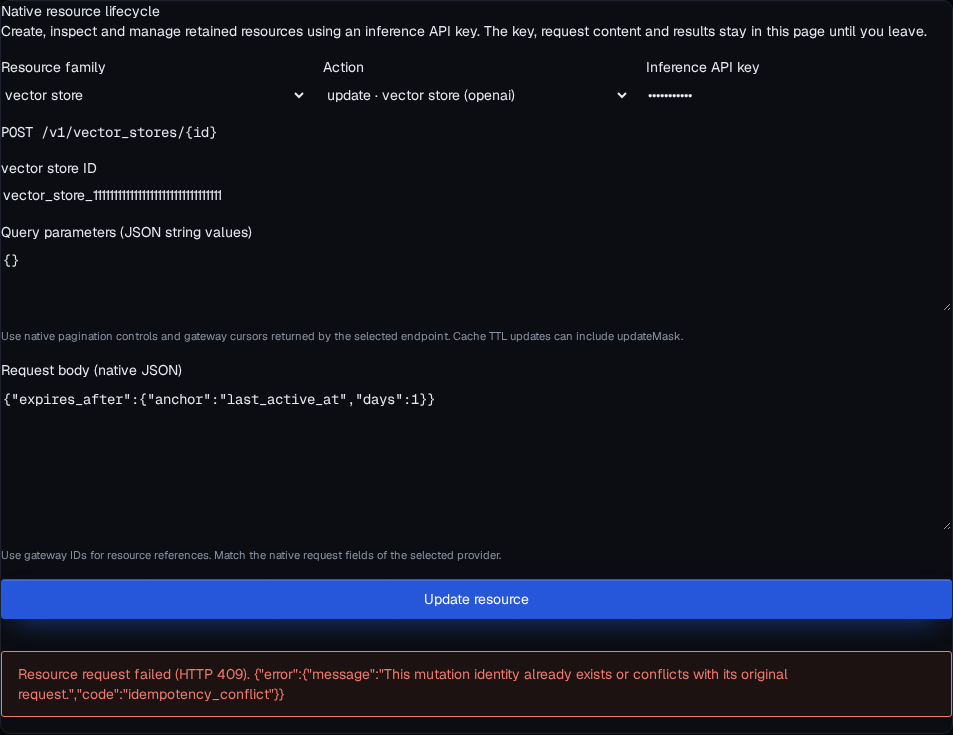 Native resource lifecycle
Create, inspect and manage retained resources using an inference API key. The key, request content and results stay in this page until you leave.
Resource family
Action
Inference API key
vector store
update · vector store (openai)
•••••••••••
POST /v1/vector_stores/{id}
vector store ID
vector_store_11111111111111111111111111111111
Query parameters (JSON string values)
{}
Use native pagination controls and gateway cursors returned by the selected endpoint. Cache TTL updates can include updateMask.
Request body (native JSON)
{"expires_after":{"anchor":"last_active_at","days":1}}
Use gateway IDs for resource references. Match the native request fields of the selected provider.
Update resource
Resource request failed (HTTP 409). {"error":{"message":"This mutation identity already exists or conflicts with its original
request.","code":"idempotency_conflict"}}